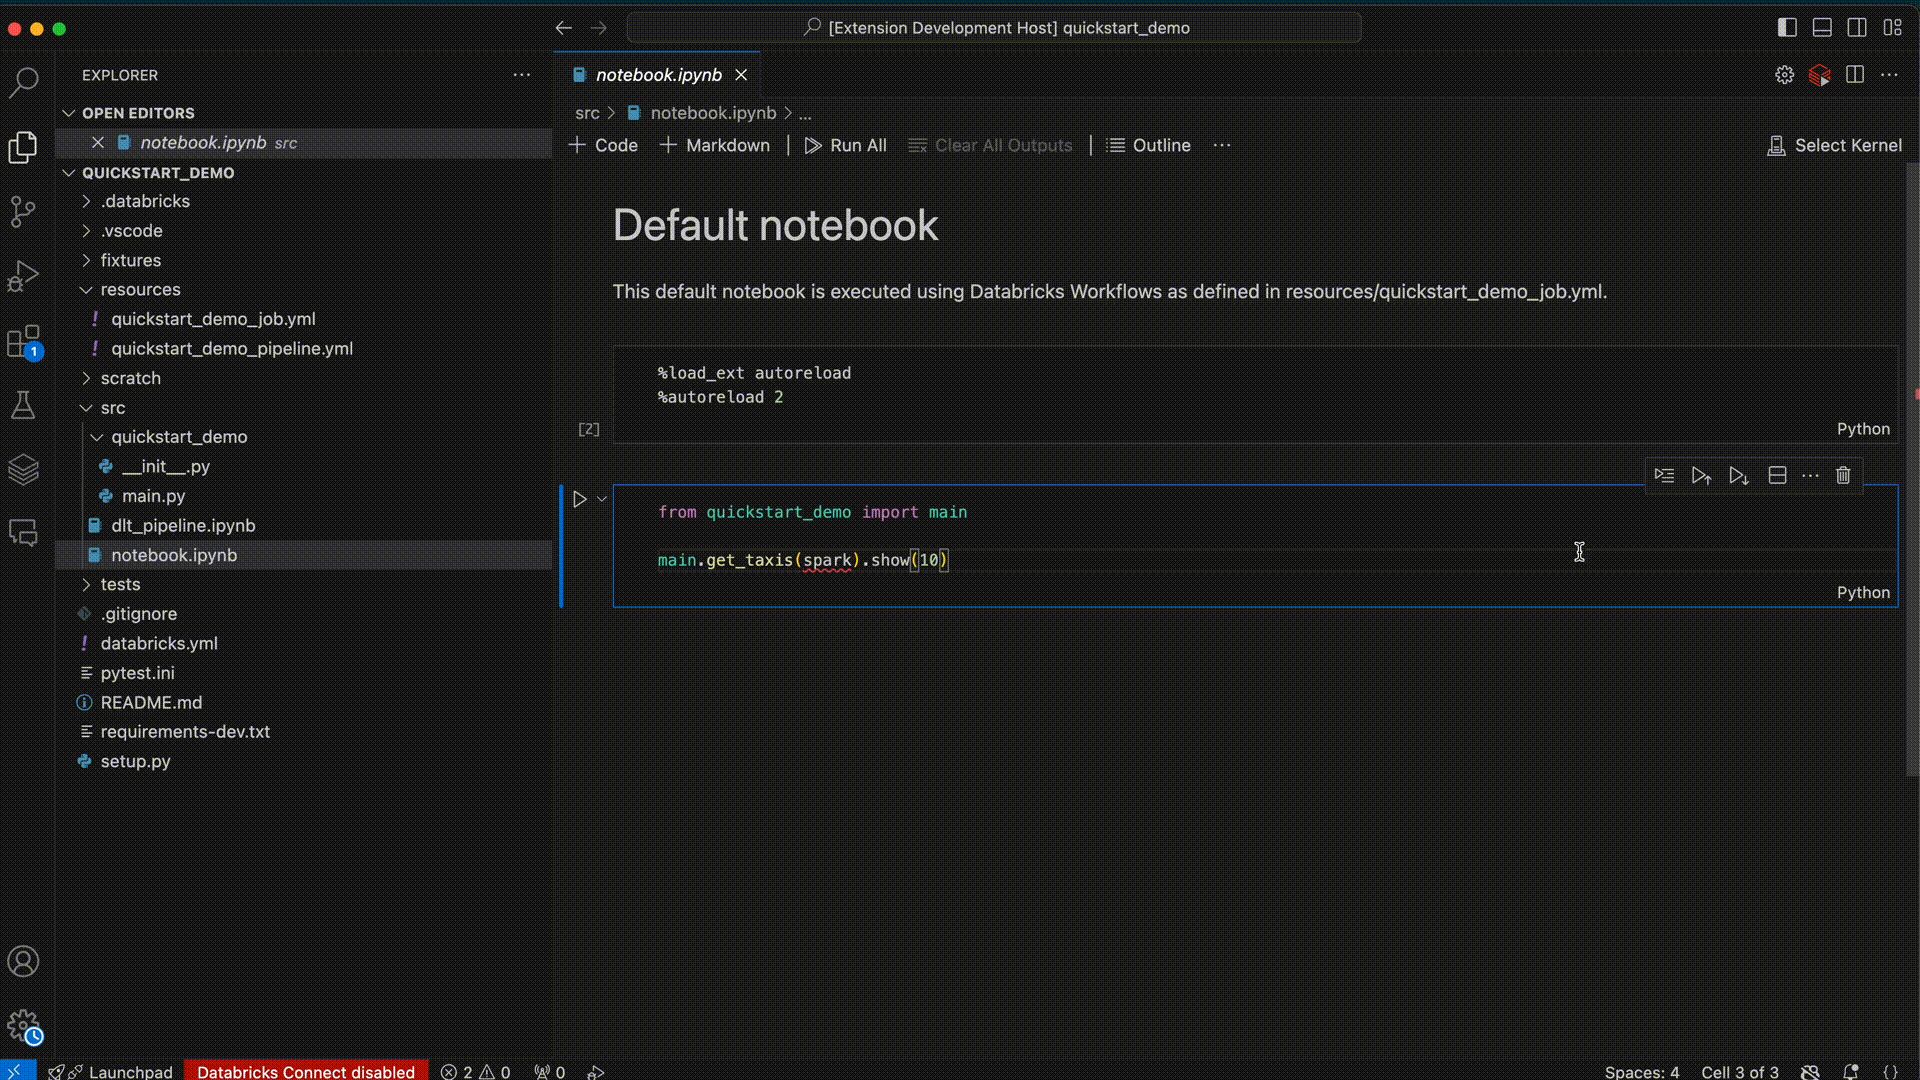 [Extension Development Host] quickstart_demo
EXPLORER
OPEN EDITORS
notebook.ipynb src
QUICKSTART_DEMO
.databricks
.vscode
fixtures
resources
! quickstart_demo_job.yml
! quickstart_demo_pipeline.yml
scratch
src
quickstart_demo
__init__.py
main.py
dlt_pipeline.ipynb
notebook.ipynb
tests
.gitignore
! databricks.yml
pytest.ini
README.md
requirements-dev.txt
setup.py
1
notebook.ipynb
src > notebook.ipynb > ...
+ Code + Markdown | Run All Clear All Outputs | Outline ...
Select Kernel
Default notebook
This default notebook is executed using Databricks Workflows as defined in resources/quickstart_demo_job.yml.
%load_ext autoreload
%autoreload 2
[2]
Python
from quickstart_demo import main
main.get_taxis(spark).show(10)
Python
Launchpad Databricks Connect disabled 2 0 0
Spaces: 4 Cell 3 of 3 {}